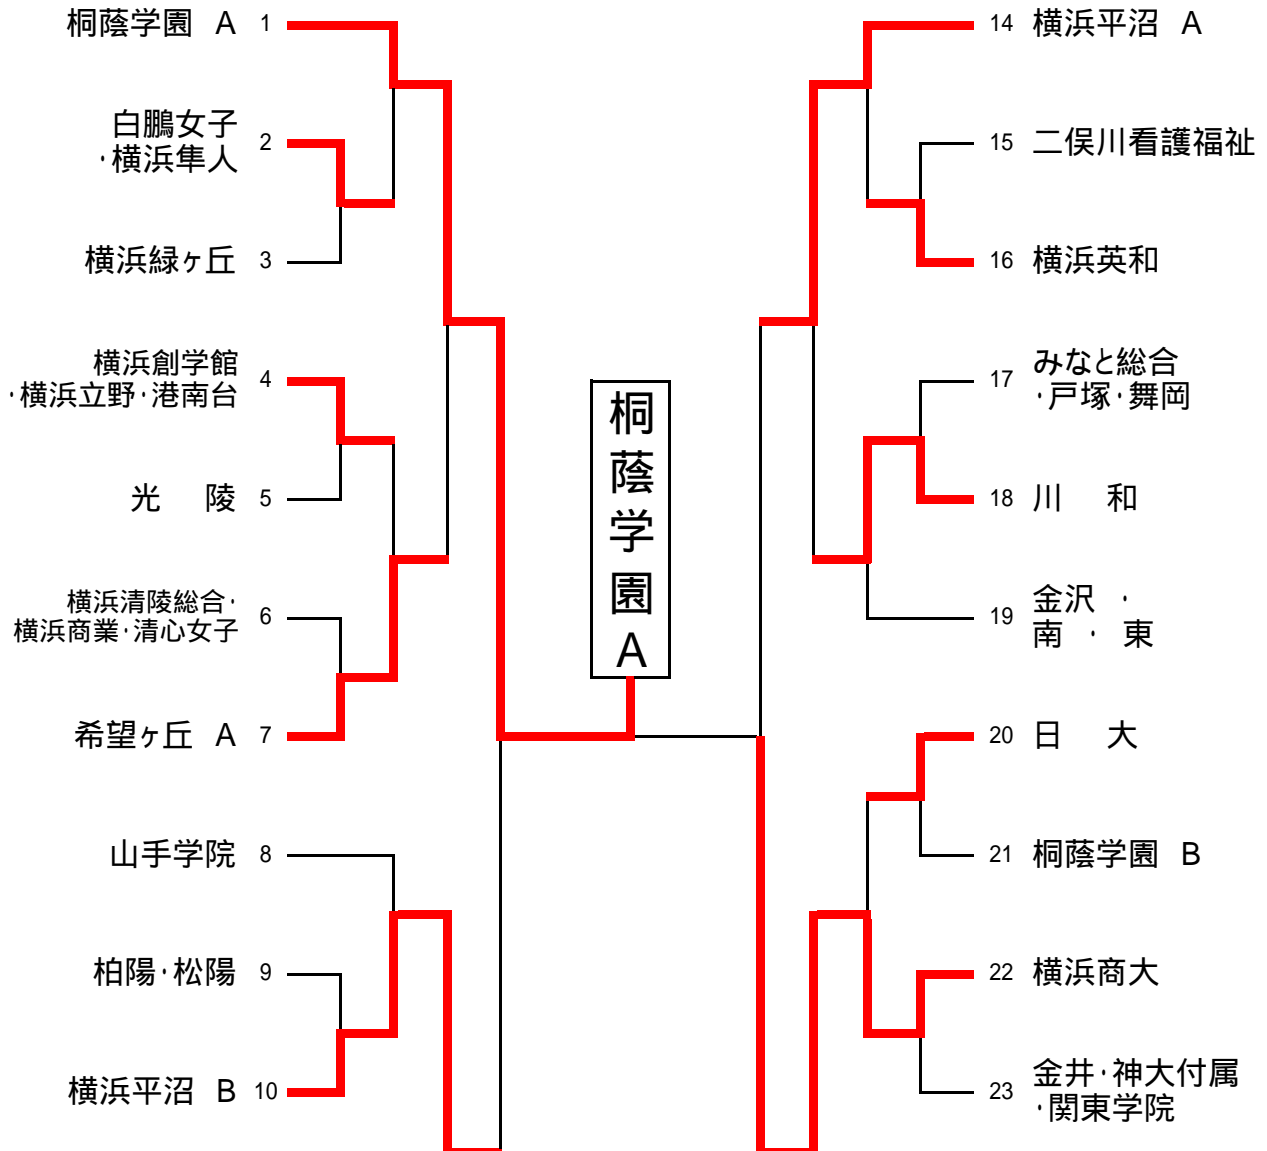 桐蔭学園 A 1
白鵬女子
・横浜隼人 2
横浜緑ヶ丘 3
横浜創学館
・横浜立野・港南台 4
光 陵 5
横浜清陵総合・
横浜商業・清心女子 6
希望ヶ丘 A 7
山手学院 8
柏陽・松陽 9
横浜平沼 B 10
桐蔭学園A
14 横浜平沼 A
15 二俣川看護福祉
16 横浜英和
17 みなと総合
・戸塚・舞岡
18 川 和
19 金沢 ・
南 ・ 東
20 日 大
21 桐蔭学園 B
22 横浜商大
23 金井・神大付属
・関東学院